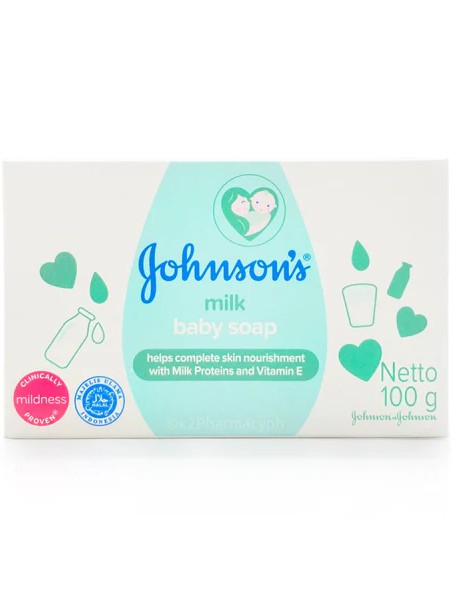 Johnson's®
milk
baby soap
helps complete skin nourishment
with Milk Proteins and Vitamin E
CLINICALLY
mildness
PROVEN®
MAJELIS ULAMA
HALAL
INDONESIA
Netto
100 g
Johnson & Johnson